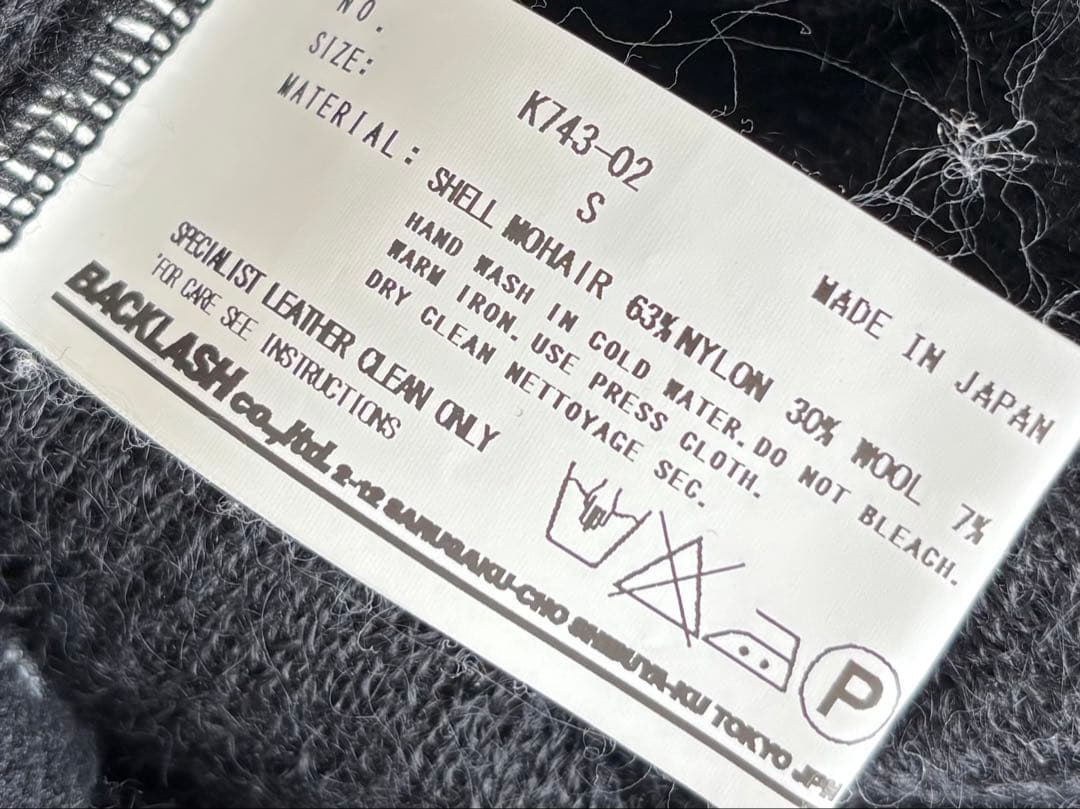 NO. K743-02
SIZE: S
MATERIAL: SHELL MOHAIR 63% NYLON 30% WOOL 7%
HAND WASH IN COLD WATER. DO NOT BLEACH.
WARM IRON. USE PRESS CLOTH.
DRY CLEAN NETTOYAGE SEC.
MADE IN JAPAN
SPECIALIST LEATHER CLEAN ONLY
'FOR CARE SEE INSTRUCTIONS
BACKLASH co.,ltd. 2-12 SARUGAKU-CHO SHIBUYA-KU TOKYO JPN
P